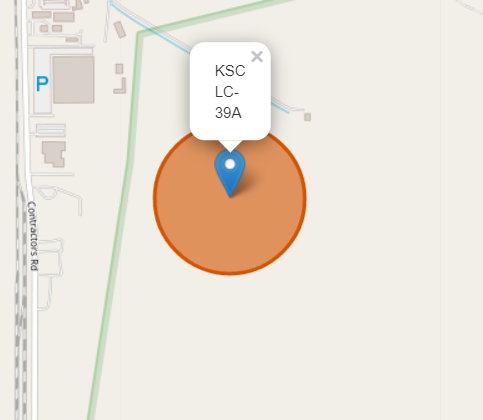 ×
KSC
LC-
39A
P
Contractors Rd